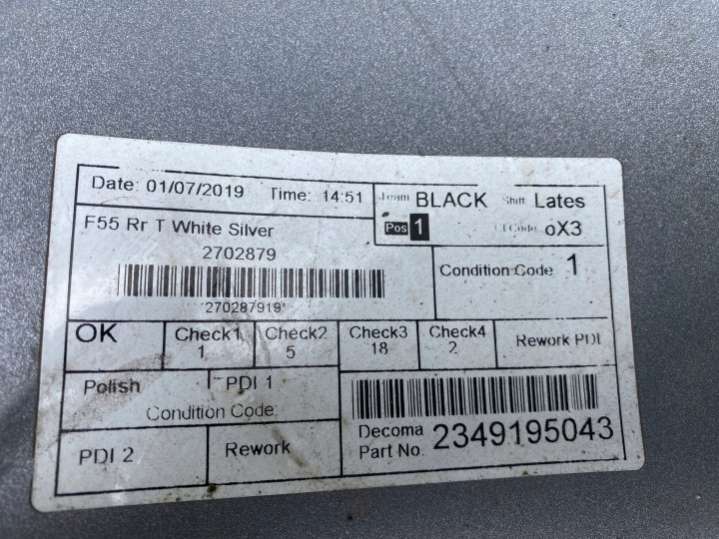 Date: 01/07/2019 Time: 14:51
Team BLACK Shift Lates
Pos 1 oX3
F55 Rr T White Silver
2702879
270287919
Condition Code 1
OK Check1 Check2 Check3 Check4 Rework PDI
1 5 18 2
Polish PDI 1
Condition Code:
PDI 2 Rework
Decoma
Part No. 2349195043